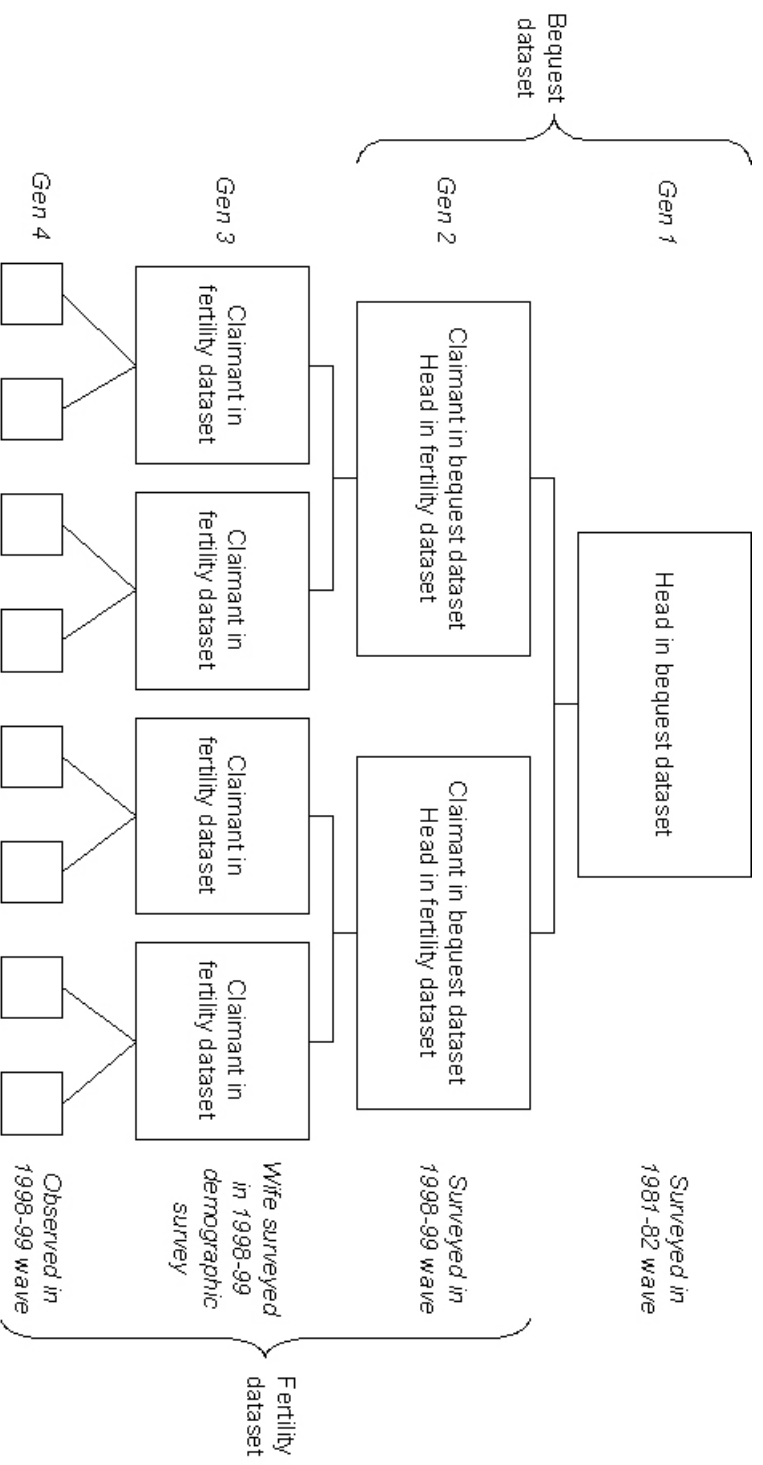 Bequest
dataset
Gen 1
Head in bequest dataset
Surveyed in
1981-82 wave
Gen 2
Claimant in bequest dataset
Head in fertility dataset
Claimant in bequest dataset
Head in fertility dataset
Surveyed in
1998-99 wave
Gen 3
Claimant in
fertility dataset
Claimant in
fertility dataset
Claimant in
fertility dataset
Claimant in
fertility dataset
Wife surveyed
in 1998-99
demographic
survey
Gen 4
Observed in
1998-99 wave
Fertility
dataset